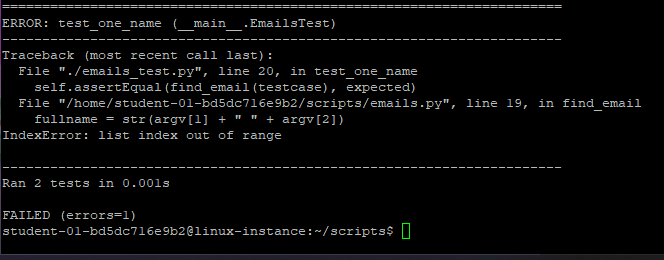 ======================================================================
ERROR: test_one_name (__main__.EmailsTest)
----------------------------------------------------------------------
Traceback (most recent call last):
  File "./emails_test.py", line 20, in test_one_name
    self.assertEqual(find_email(testcase), expected)
  File "/home/student-01-bd5dc716e9b2/scripts/emails.py", line 19, in find_email
    fullname = str(argv[1] + " " + argv[2])
IndexError: list index out of range

----------------------------------------------------------------------
Ran 2 tests in 0.001s

FAILED (errors=1)
student-01-bd5dc716e9b2@linux-instance:~/scripts$